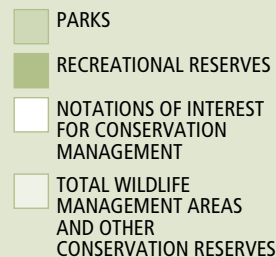 PARKS
RECREATIONAL RESERVES
NOTATIONS OF INTEREST
FOR CONSERVATION
MANAGEMENT
TOTAL WILDLIFE
MANAGEMENT AREAS
AND OTHER
CONSERVATION RESERVES